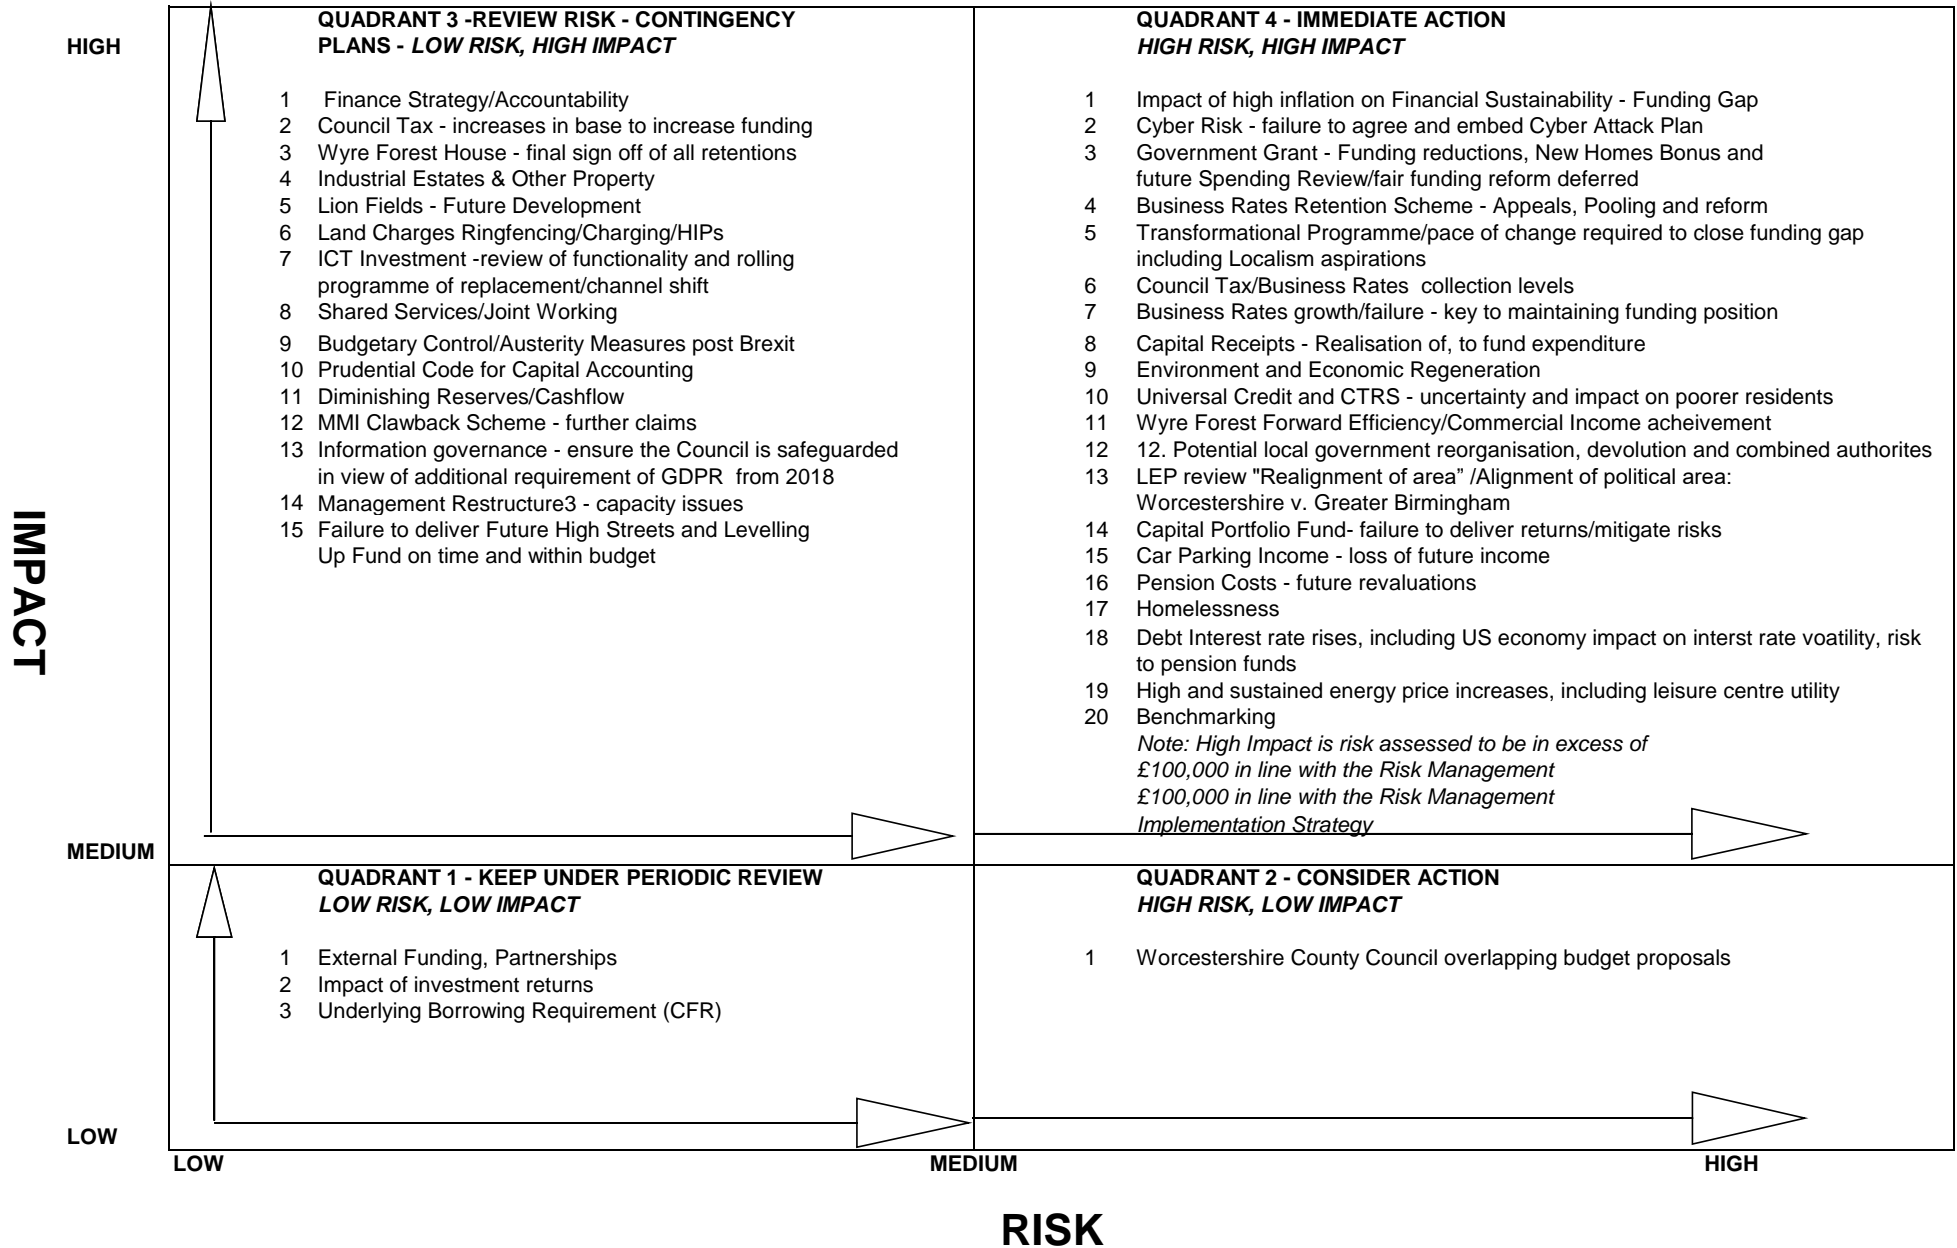 HIGH
QUADRANT 3 -REVIEW RISK - CONTINGENCY
PLANS - LOW RISK, HIGH IMPACT
1 Finance Strategy/Accountability
2 Council Tax - increases in base to increase funding
3 Wyre Forest House - final sign off of all retentions
4 Industrial Estates & Other Property
5 Lion Fields - Future Development
6 Land Charges Ringfencing/Charging/HIPs
7 ICT Investment -review of functionality and rolling
programme of replacement/channel shift
8 Shared Services/Joint Working
9 Budgetary Control/Austerity Measures post Brexit
10 Prudential Code for Capital Accounting
11 Diminishing Reserves/Cashflow
12 MMI Clawback Scheme - further claims
13 Information governance - ensure the Council is safeguarded
in view of additional requirement of GDPR from 2018
14 Management Restructure3 - capacity issues
15 Failure to deliver Future High Streets and Levelling
Up Fund on time and within budget
QUADRANT 4 - IMMEDIATE ACTION
HIGH RISK, HIGH IMPACT
1 Impact of high inflation on Financial Sustainability - Funding Gap
2 Cyber Risk - failure to agree and embed Cyber Attack Plan
3 Government Grant - Funding reductions, New Homes Bonus and
future Spending Review/fair funding reform deferred
4 Business Rates Retention Scheme - Appeals, Pooling and reform
5 Transformational Programme/pace of change required to close funding gap
including Localism aspirations
6 Council Tax/Business Rates collection levels
7 Business Rates growth/failure - key to maintaining funding position
8 Capital Receipts - Realisation of, to fund expenditure
9 Environment and Economic Regeneration
10 Universal Credit and CTRS - uncertainty and impact on poorer residents
11 Wyre Forest Forward Efficiency/Commercial Income acheivement
12 12. Potential local government reorganisation, devolution and combined authorites
13 LEP review "Realignment of area” /Alignment of political area:
Worcestershire v. Greater Birmingham
14 Capital Portfolio Fund- failure to deliver returns/mitigate risks
15 Car Parking Income - loss of future income
16 Pension Costs - future revaluations
17 Homelessness
18 Debt Interest rate rises, including US economy impact on interst rate voatility, risk
to pension funds
19 High and sustained energy price increases, including leisure centre utility
20 Benchmarking
Note: High Impact is risk assessed to be in excess of
£100,000 in line with the Risk Management
£100,000 in line with the Risk Management
Implementation Strategy
IMPACT
MEDIUM
QUADRANT 1 - KEEP UNDER PERIODIC REVIEW
LOW RISK, LOW IMPACT
1 External Funding, Partnerships
2 Impact of investment returns
3 Underlying Borrowing Requirement (CFR)
QUADRANT 2 - CONSIDER ACTION
HIGH RISK, LOW IMPACT
1 Worcestershire County Council overlapping budget proposals
LOW
LOW
MEDIUM
HIGH
RISK